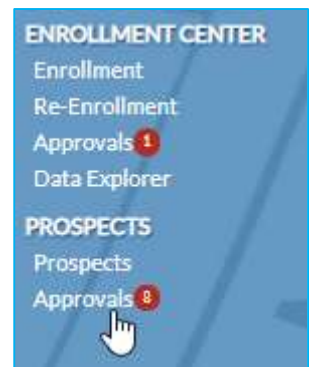 ENROLLMENT CENTER
Enrollment
Re-Enrollment
Approvals 1
Data Explorer
PROSPECTS
Prospects
Approvals 8